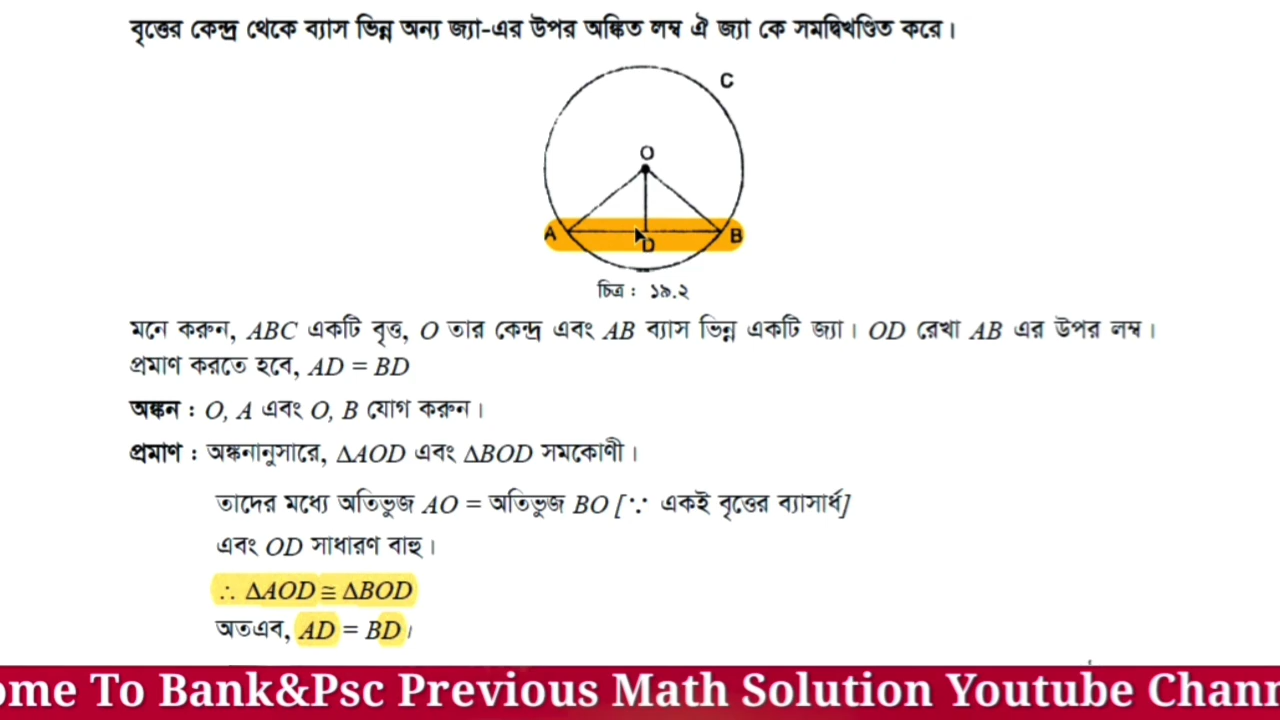 বৃত্তের কেন্দ্র থেকে ব্যাস ভিন্ন অন্য জ্যা-এর উপর অঙ্কিত লম্ব ঐ জ্যা কে সমদ্বিখণ্ডিত করে।
C
O
A
D
B
চিত্র : ১৯.২
মনে করুন, ABC একটি বৃত্ত, O তার কেন্দ্র এবং AB ব্যাস ভিন্ন একটি জ্যা। OD রেখা AB এর উপর লম্ব।
প্রমাণ করতে হবে, AD = BD
অঙ্কন : O, A এবং O, B যোগ করুন।
প্রমাণ : অঙ্কনানুসারে, ΔAOD এবং ΔBOD সমকোণী।
তাদের মধ্যে অতিভুজ AO = অতিভুজ BO [∵ একই বৃত্তের ব্যাসার্ধ]
এবং OD সাধারণ বাহু।
∴ ΔAOD ≅ ΔBOD
অতএব, AD = BD।
ome To Bank&Psc Previous Math Solution Youtube Chann